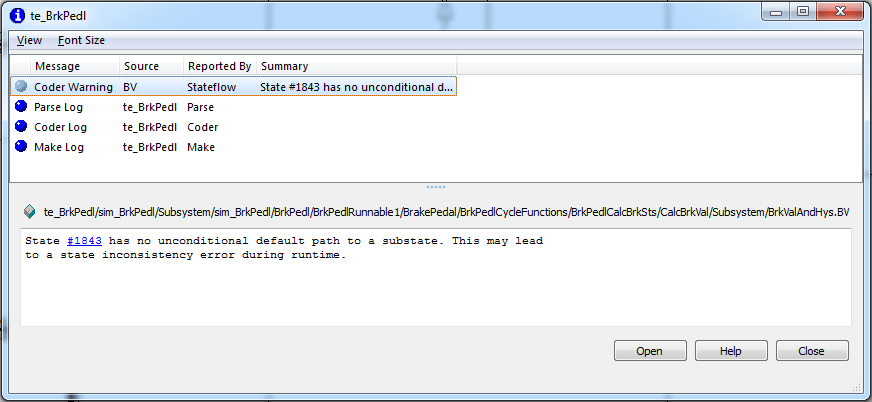 te_BrkPedl
View Font Size
Message Source Reported By Summary
Coder Warning BV Stateflow State #1843 has no unconditional d...
Parse Log te_BrkPedl Parse
Coder Log te_BrkPedl Coder
Make Log te_BrkPedl Make
te_BrkPedl/sim_BrkPedl/Subsystem/sim_BrkPedl/BrkPedl/BrkPedlRunnable1/BrakePedal/BrkPedlCycleFunctions/BrkPedlCalcBrkSts/CalcBrkVal/Subsystem/BrkValAndHys.BV
State #1843 has no unconditional default path to a substate. This may lead
to a state inconsistency error during runtime.
Open Help Close